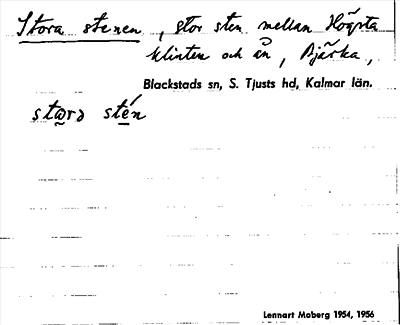 Stora stenen, stor sten mellan Högsta
klinten och ån, Bjärka,
Blackstads sn, S. Tjusts hd, Kalmar län.
stωrə stén
Lennart Moberg 1954, 1956